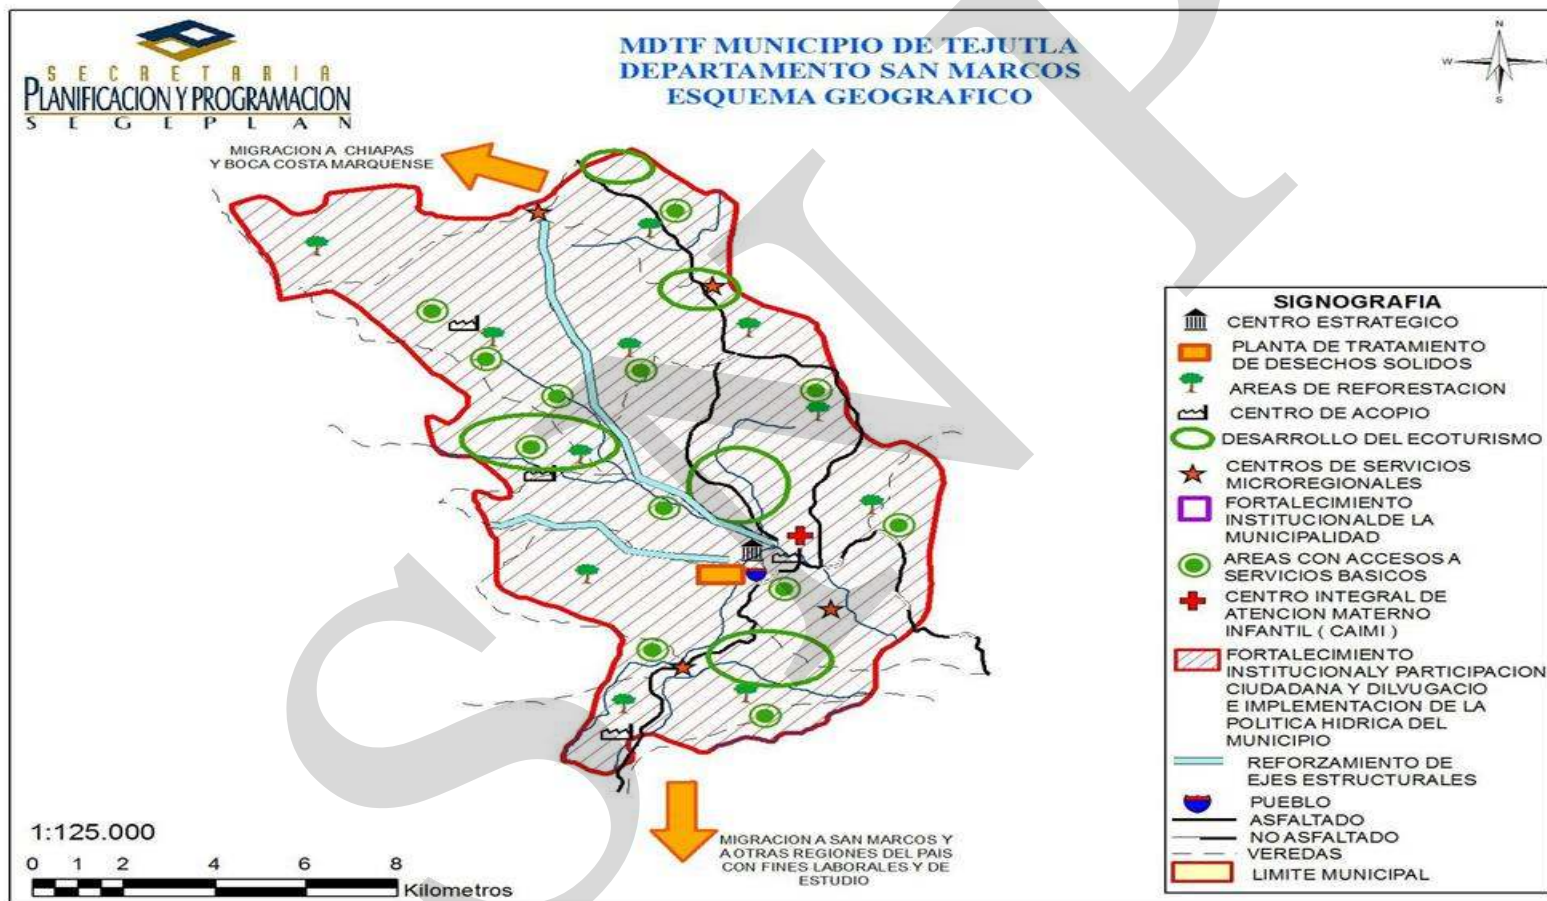 SECRETARIA
PLANIFICACION Y PROGRAMACION
SEGEPLAN
MDTF MUNICIPIO DE TEJUTLA
DEPARTAMENTO SAN MARCOS
ESQUEMA GEOGRAFICO
N
W
S
MIGRACION A CHIAPAS
Y BOCA COSTA MARQUENSE
SIGNOGRAFIA
CENTRO ESTRATEGICO
PLANTA DE TRATAMIENTO
DE DESECHOS SOLIDOS
AREAS DE REFORESTACION
CENTRO DE ACOPIO
DESARROLLO DEL ECOTURISMO
CENTROS DE SERVICIOS
MICROREGIONALES
FORTALECIMIENTO
INSTITUCIONALDE LA
MUNICIPALIDAD
AREAS CON ACCESOS A
SERVICIOS BASICOS
CENTRO INTEGRAL DE
ATENCION MATERNO
INFANTIL ( CAIMI )
FORTALECIMIENTO
INSTITUCIONALY PARTICIPACION
CIUDADANA Y DILVUGACIO
E IMPLEMENTACION DE LA
POLITICA HIDRICA DEL
MUNICIPIO
REFORZAMIENTO DE
EJES ESTRUCTURALES
PUEBLO
ASFALTADO
NO ASFALTADO
VEREDAS
LIMITE MUNICIPAL
MIGRACION A SAN MARCOS Y
A OTRAS REGIONES DEL PAIS
CON FINES LABORALES Y DE
ESTUDIO
1:125.000
0 1 2 4 6 8
Kilometros